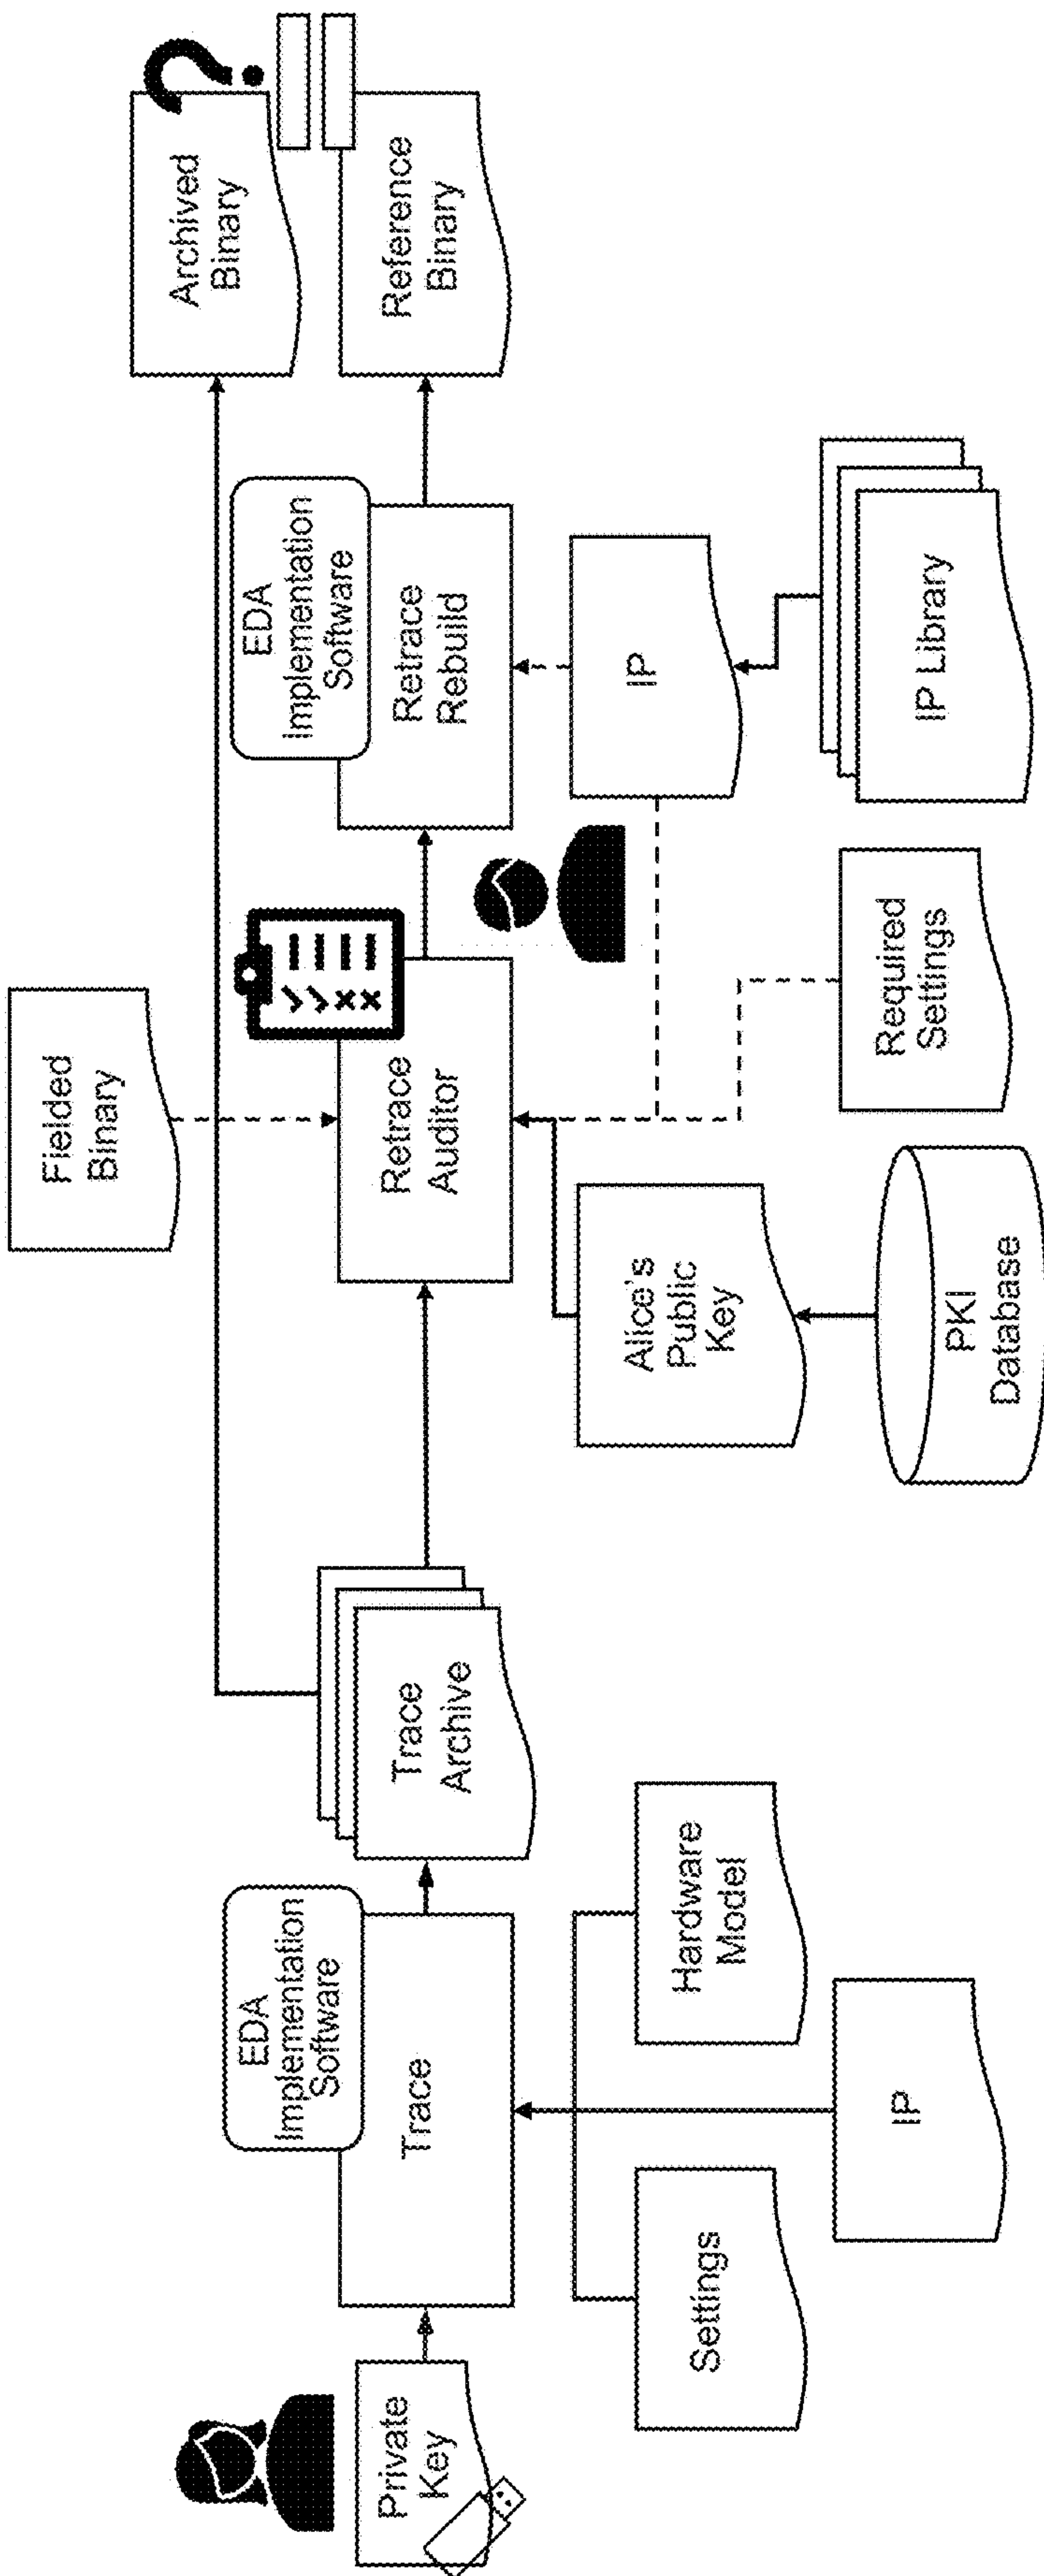 Private
Key
EDA
Implementation
Software
Trace
Settings
Hardware
Model
IP
Trace
Archive
Fielded
Binary
Retrace
Auditor
Alice's
Public
Key
PKI
Database
Required
Settings
EDA
Implementation
Software
Retrace
Rebuild
IP
IP Library
Archived
Binary
?
Reference
Binary